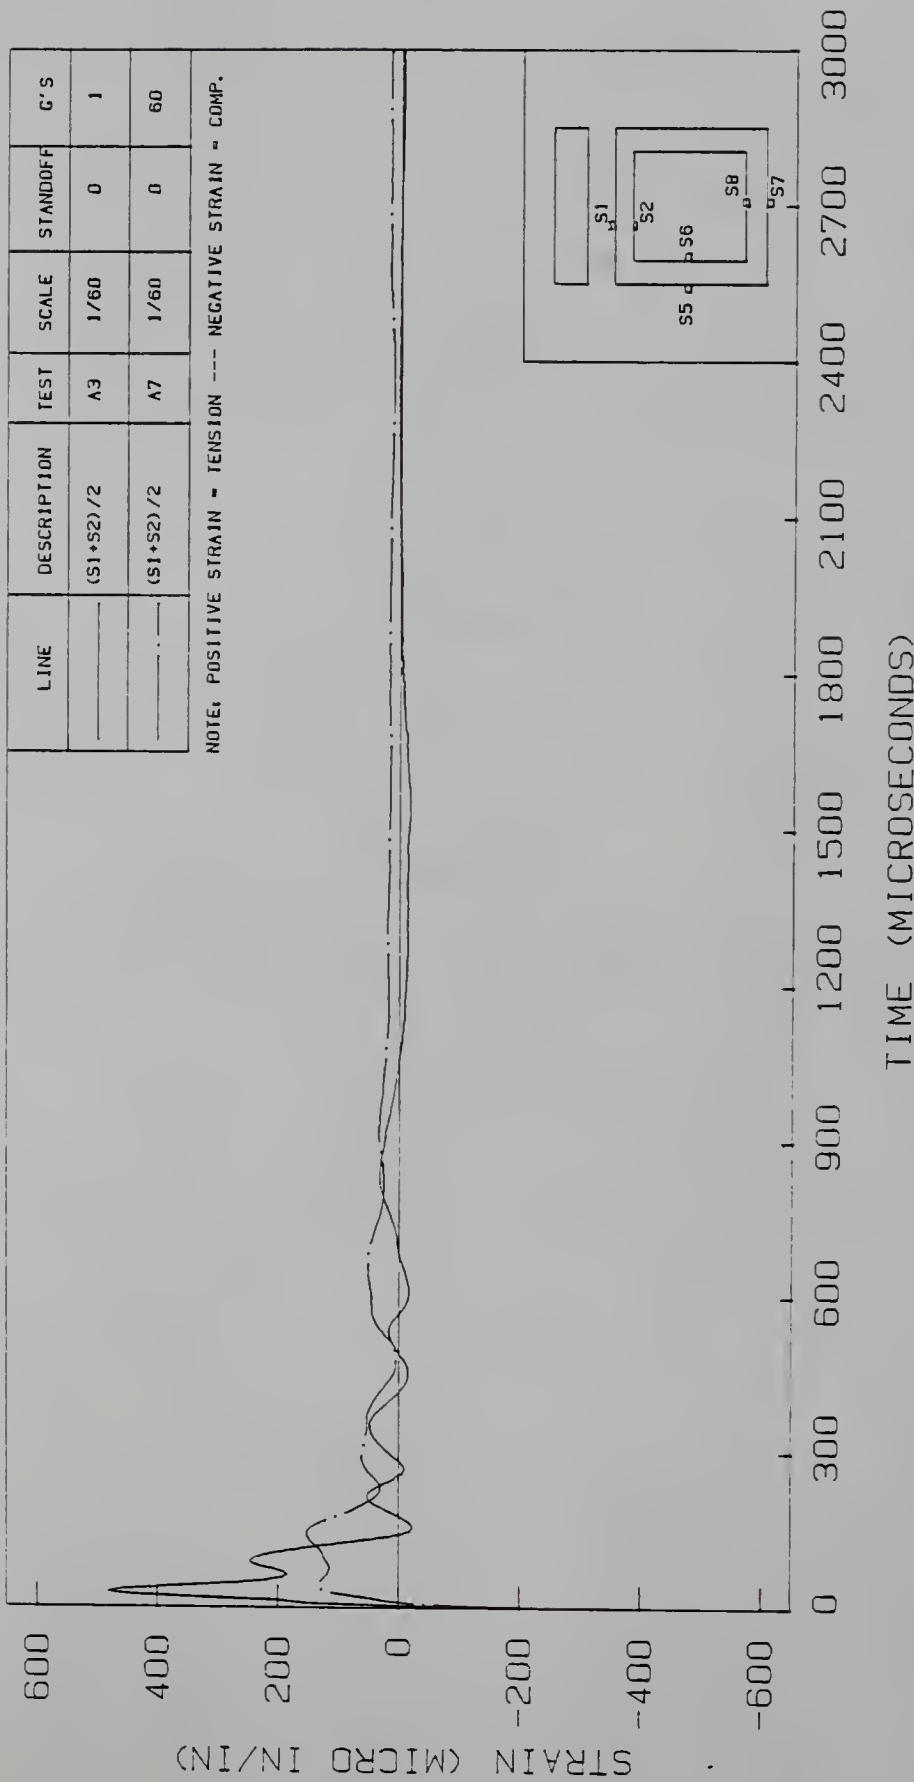 LINE DESCRIPTION TEST SCALE STANDOFF G'S
(S1+S2)/2 A3 1/60 0 1
(S1+S2)/2 A7 1/60 0 60
NOTE: POSITIVE STRAIN = TENSION --- NEGATIVE STRAIN = COMP.
STRAIN (MICRO IN/IN)
600
400
200
0
-200
-400
-600
S1
S2
S5
S6
S8
S7
0 300 600 900 1200 1500 1800 2100 2400 2700 3000
TIME (MICROSECONDS)